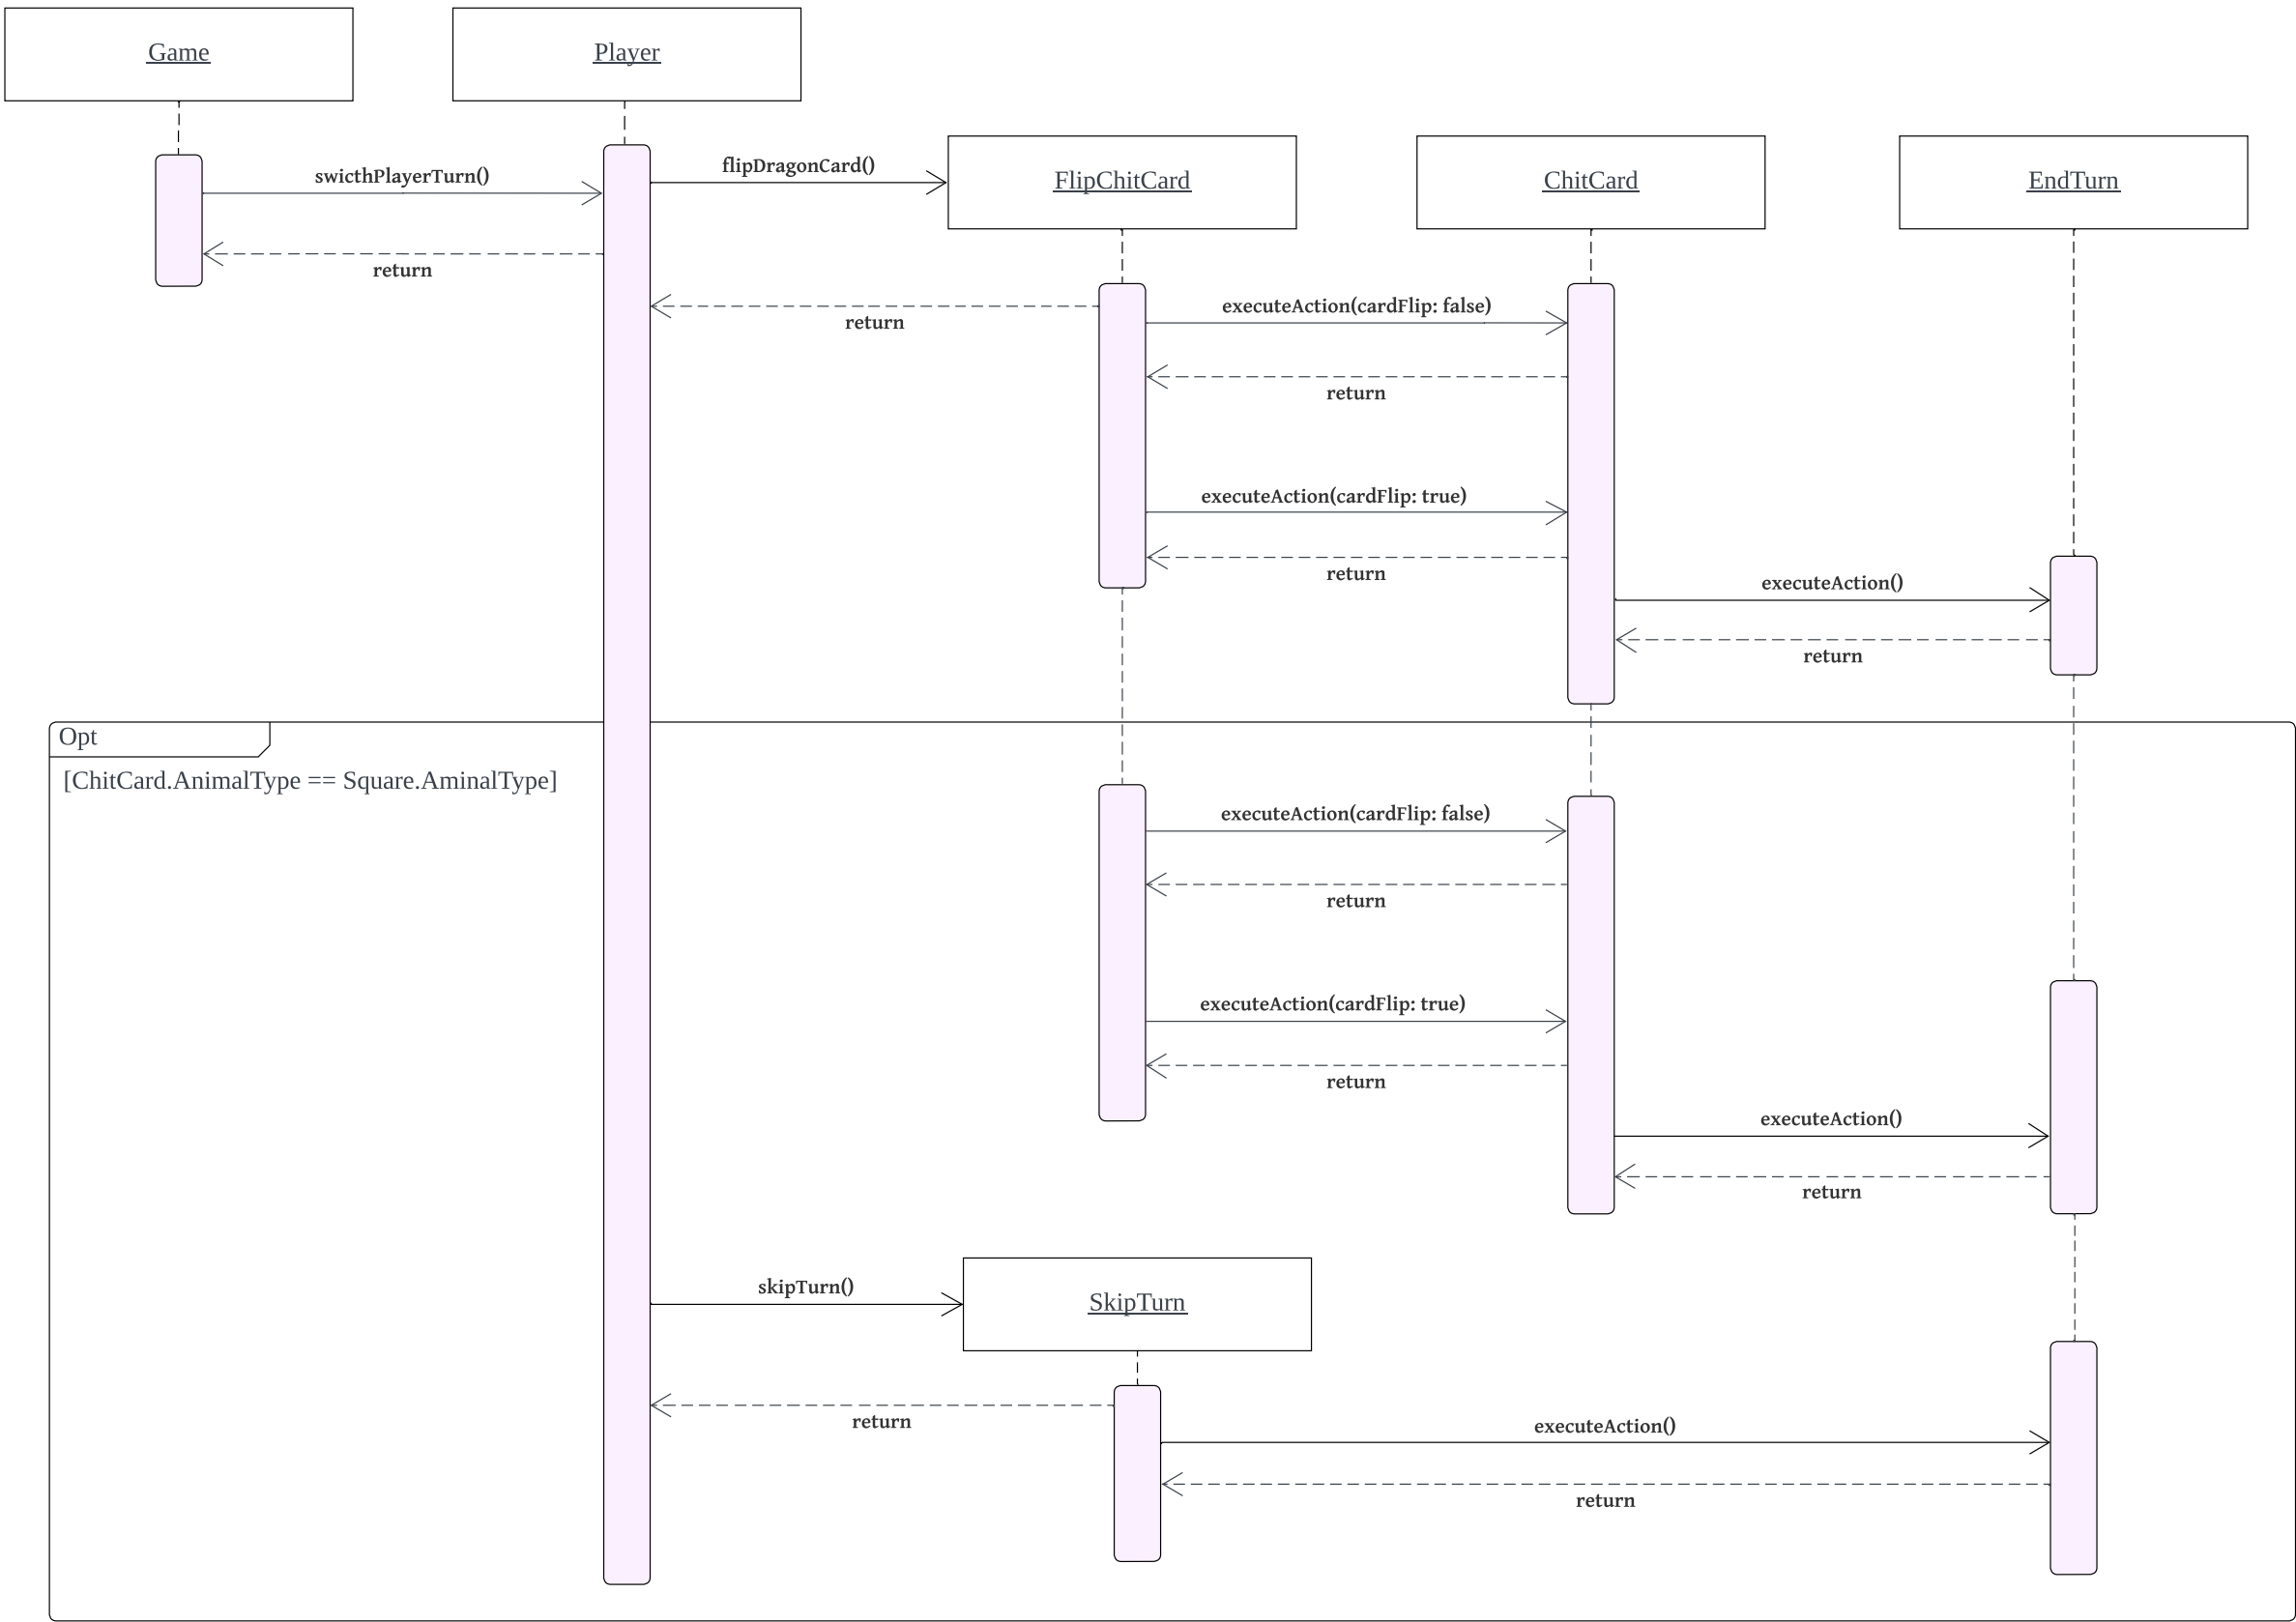 Game
Player
swicthPlayerTurn()
flipDragonCard()
FlipChitCard
ChitCard
EndTurn
return
return
executeAction(cardFlip: false)
return
executeAction(cardFlip: true)
return
executeAction()
return
Opt
[ChitCard.AnimalType == Square.AminalType]
executeAction(cardFlip: false)
return
executeAction(cardFlip: true)
return
executeAction()
return
skipTurn()
SkipTurn
return
executeAction()
return